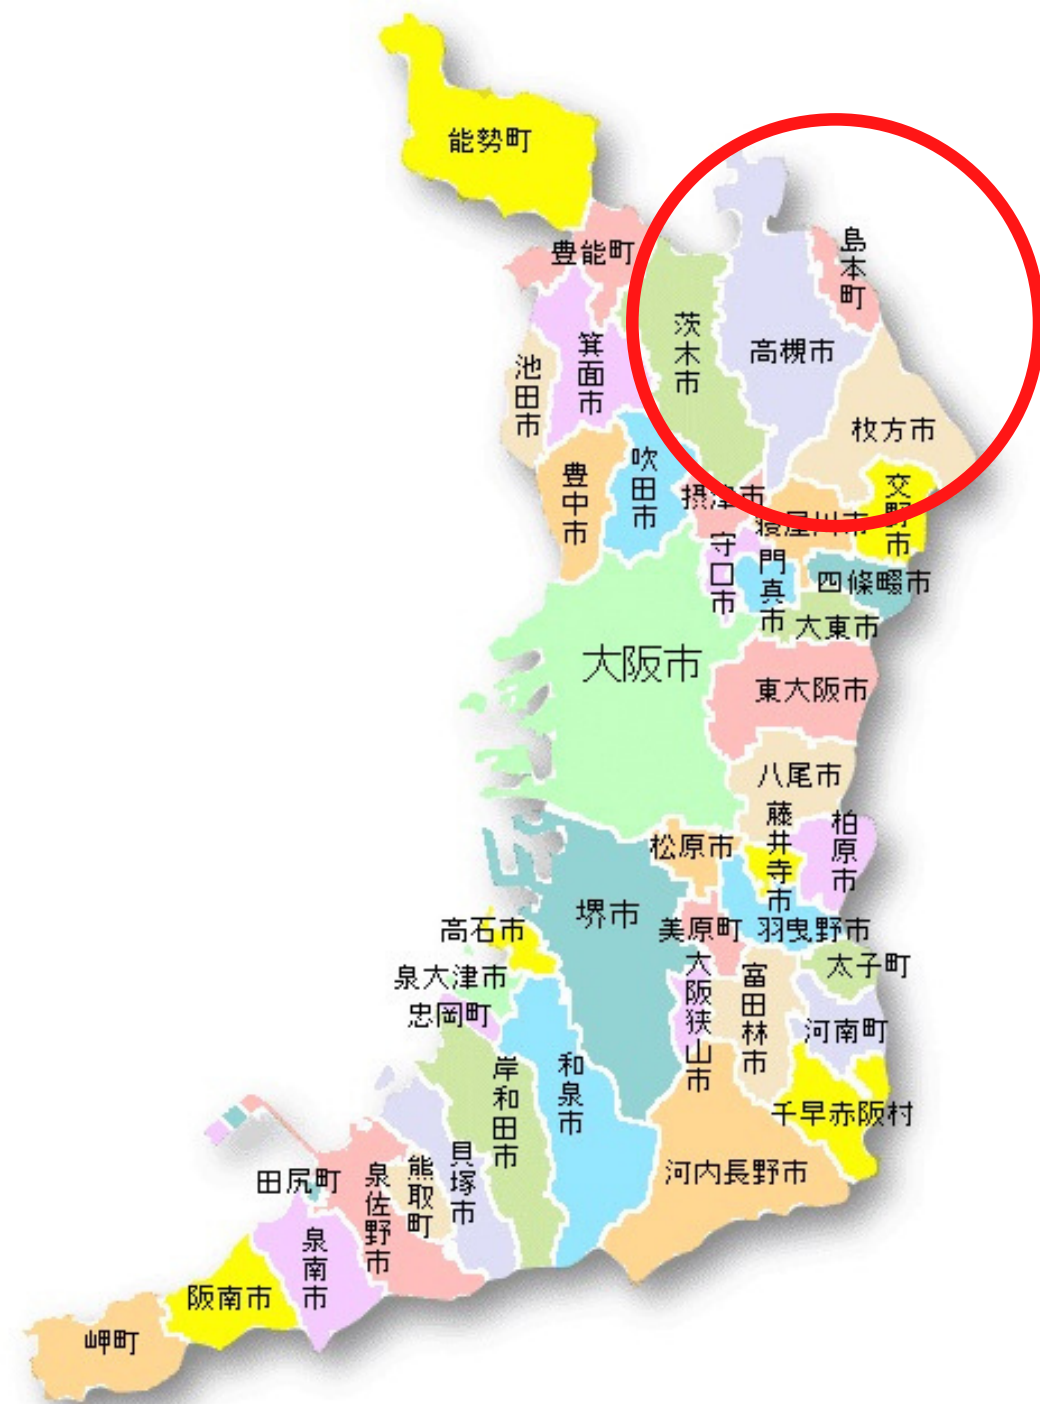 能勢町
豊能町
島本町
茨木市
高槻市
箕面市
池田市
枚方市
吹田市
豊中市
交野市
摂津市
寝屋川市
守口市
門真市
四條畷市
大東市
大阪市
東大阪市
八尾市
藤井寺市
柏原市
松原市
堺市
美原町
羽曳野市
高石市
太子町
泉大津市
大阪狭山市
富田林市
忠岡町
河南町
和泉市
岸和田市
千早赤阪村
貝塚市
熊取町
河内長野市
田尻町
泉佐野市
泉南市
阪南市
岬町